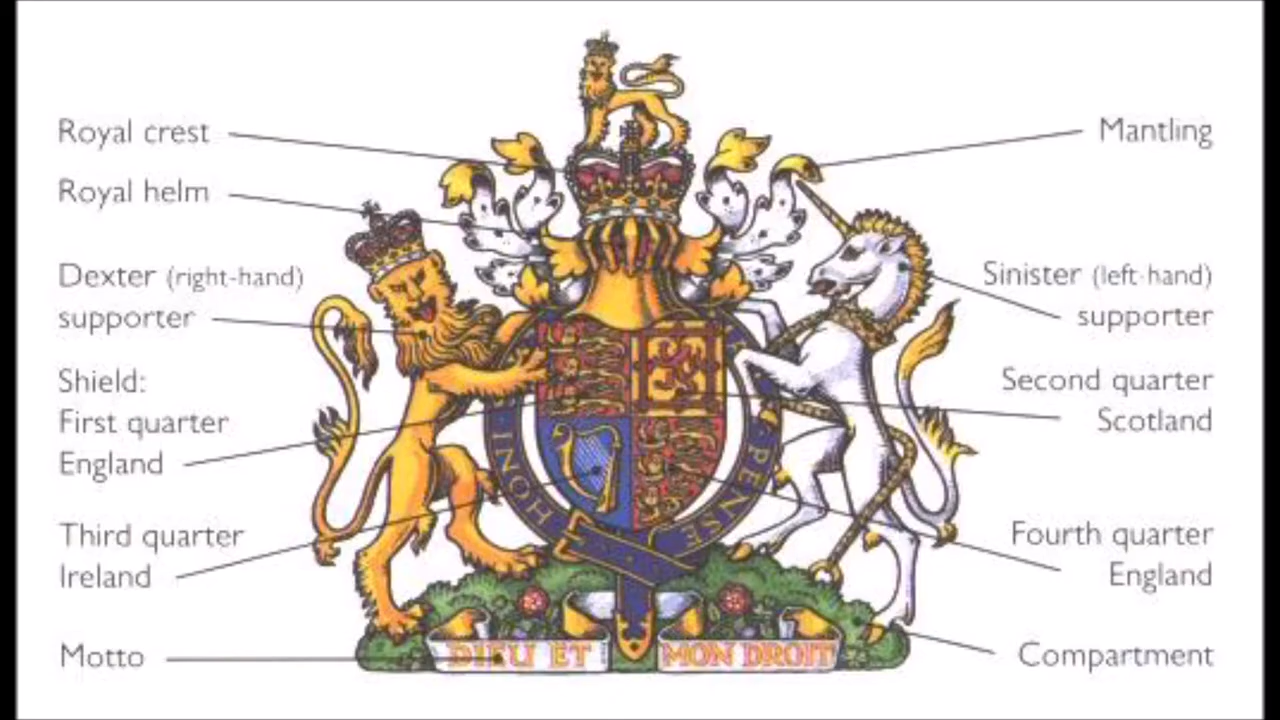 Royal crest
Royal helm
Dexter (right-hand)
supporter
Shield:
First quarter
England
Third quarter
Ireland
Motto
Mantling
Sinister (left-hand)
supporter
Second quarter
Scotland
Fourth quarter
England
Compartment
HONI
PENSE
DIEU ET
MON DROIT